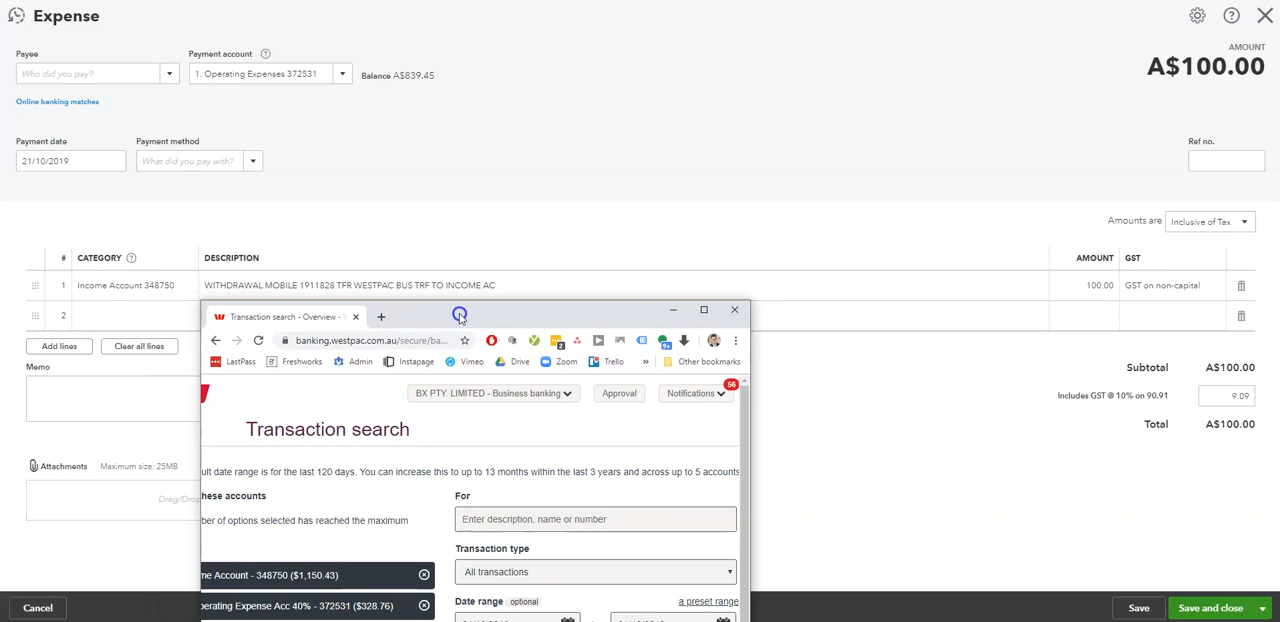 Expense
AMOUNT
A$100.00
Payee
Payment account
Who did you pay?
1. Operating Expenses 372531
Balance A$839.45
Online banking matches
Payment date
Payment method
Ref no.
21/10/2019
What did you pay with?
Amounts are
Inclusive of Tax
# CATEGORY DESCRIPTION AMOUNT GST
1 Income Account 348750 WITHDRAWAL MOBILE 1911828 TFR WESTPAC BUS TRF TO INCOME AC 100.00 GST on non-capital
2
Add lines
Clear all lines
Memo
Subtotal A$100.00
Includes GST @ 10% on 90.91 9.09
Total A$100.00
Attachments Maximum size: 25MB
Drag/Drop
Cancel
Save
Save and close
Transaction search - Overview -
banking.westpac.com.au/secure/ba...
LastPass
Freshworks
Admin
Instapage
Vimeo
Drive
Zoom
Trello
»
Other bookmarks
BX PTY. LIMITED - Business banking
Approval
Notifications
56
Transaction search
ult date range is for the last 120 days. You can increase this to up to 13 months within the last 3 years and across up to 5 accounts
hese accounts
For
mber of options selected has reached the maximum
Enter description, name or number
Transaction type
All transactions
me Account - 348750 ($1,150.43)
perating Expense Acc 40% - 372531 ($328.76)
Date range optional
a preset range